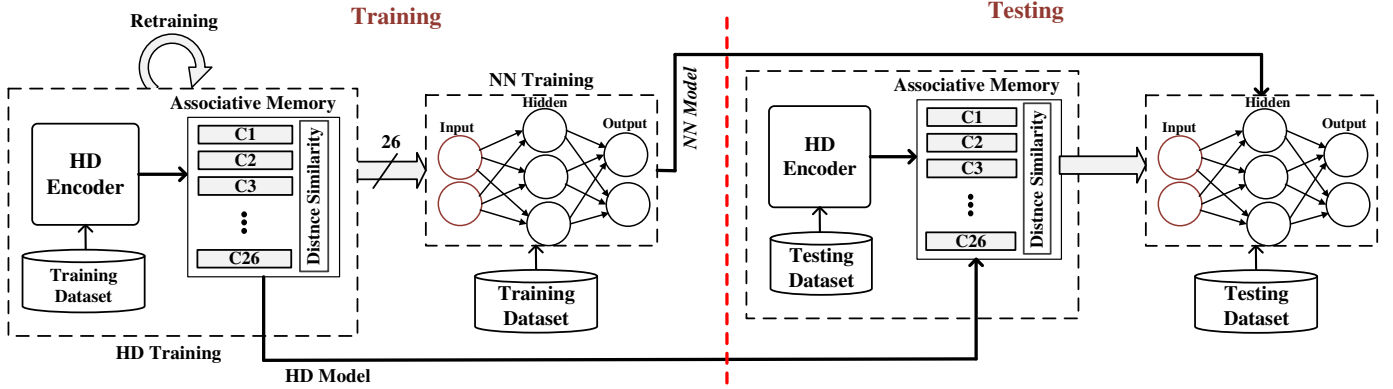 Training
Retraining
Associative Memory
HD
Encoder
C1
C2
C3
C26
Distnce Similarity
Training
Dataset
HD Training
HD Model
26
NN Training
Input
Hidden
Output
Training
Dataset
NN Model
Testing
Associative Memory
HD
Encoder
C1
C2
C3
C26
Distnce Similarity
Testing
Dataset
Input
Hidden
Output
Testing
Dataset